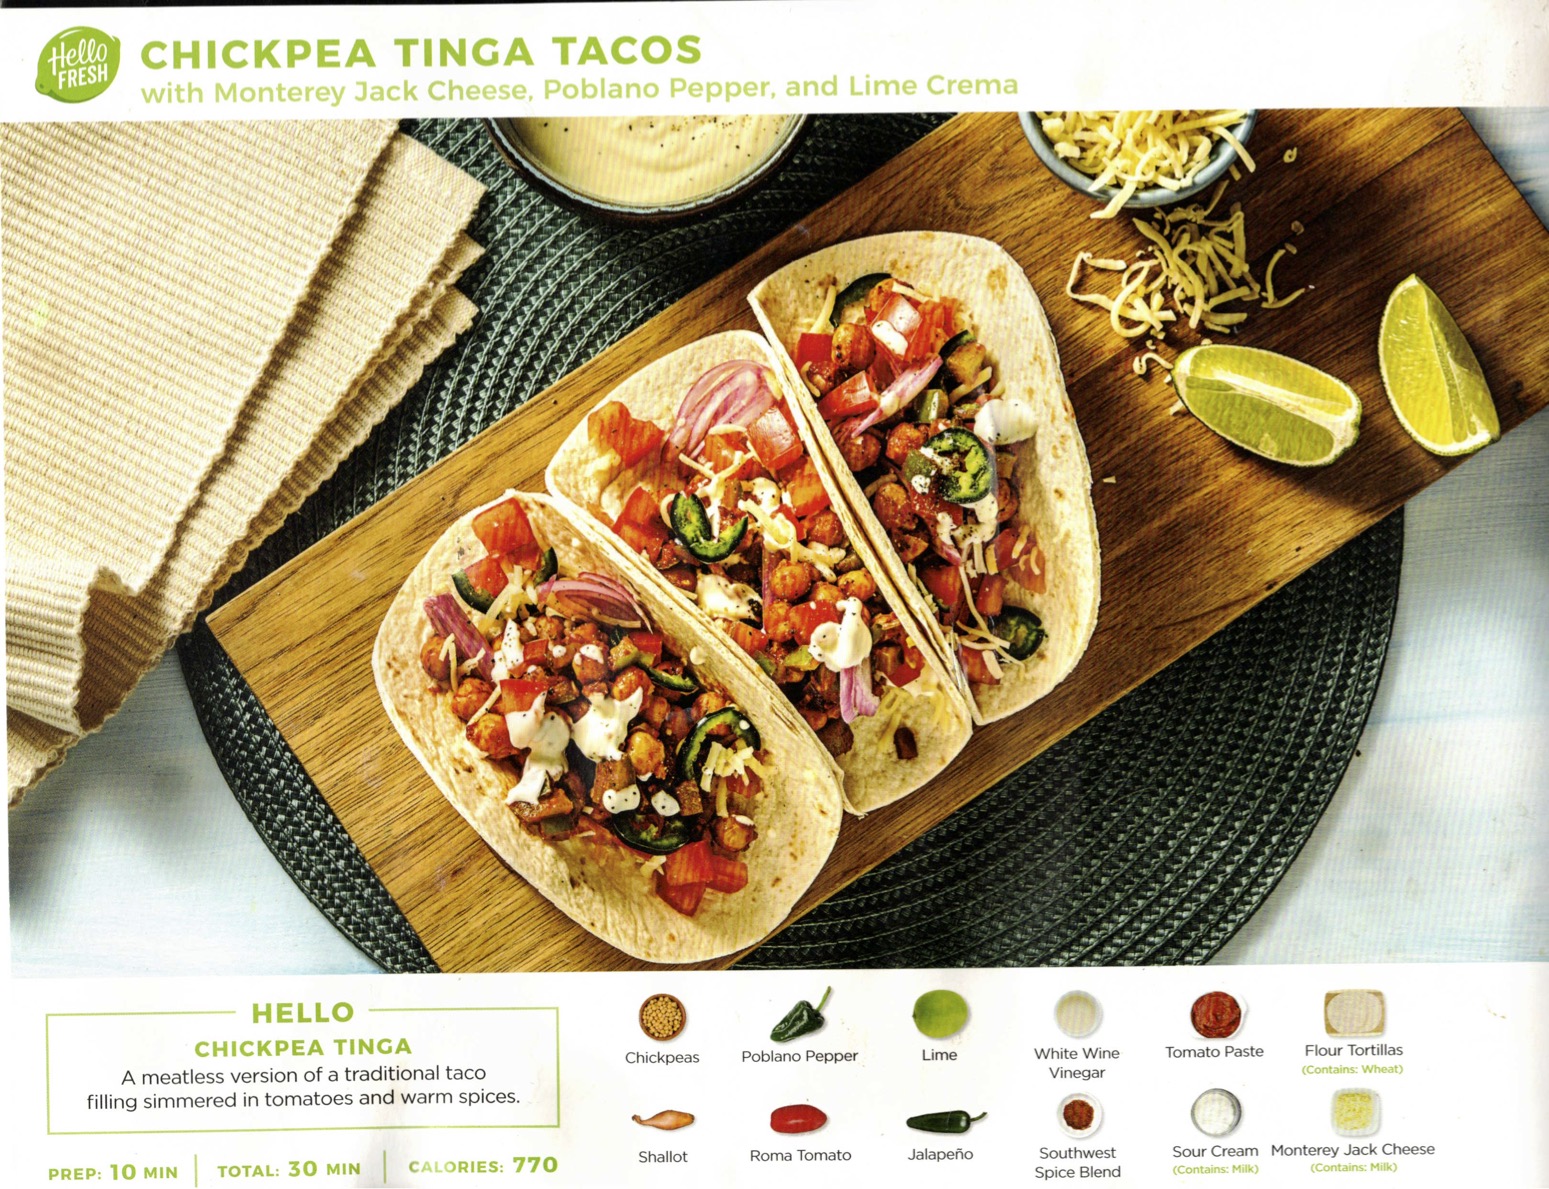 Hello
FRESH
CHICKPEA TINGA TACOS
with Monterey Jack Cheese, Poblano Pepper, and Lime Crema
HELLO
CHICKPEA TINGA
A meatless version of a traditional taco
filling simmered in tomatoes and warm spices.
PREP: 10 MIN
TOTAL: 30 MIN
CALORIES: 770
Chickpeas
Poblano Pepper
Lime
White Wine
Vinegar
Tomato Paste
Flour Tortillas
(Contains: Wheat)
Shallot
Roma Tomato
Jalapeño
Southwest
Spice Blend
Sour Cream
(Contains: Milk)
Monterey Jack Cheese
(Contains: Milk)